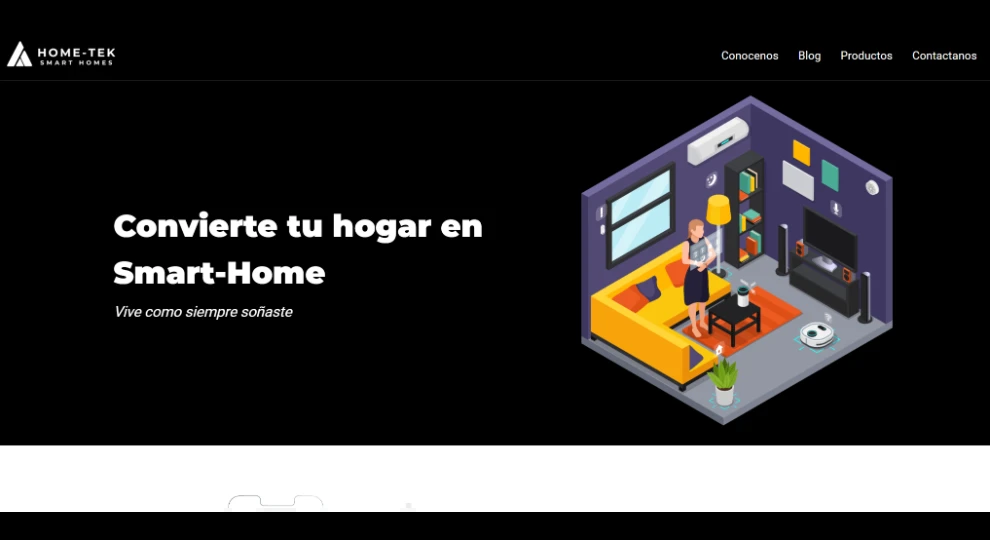 HOME-TEK
SMART HOMES
Conocenos Blog Productos Contactanos
Convierte tu hogar en
Smart-Home
Vive como siempre soñaste